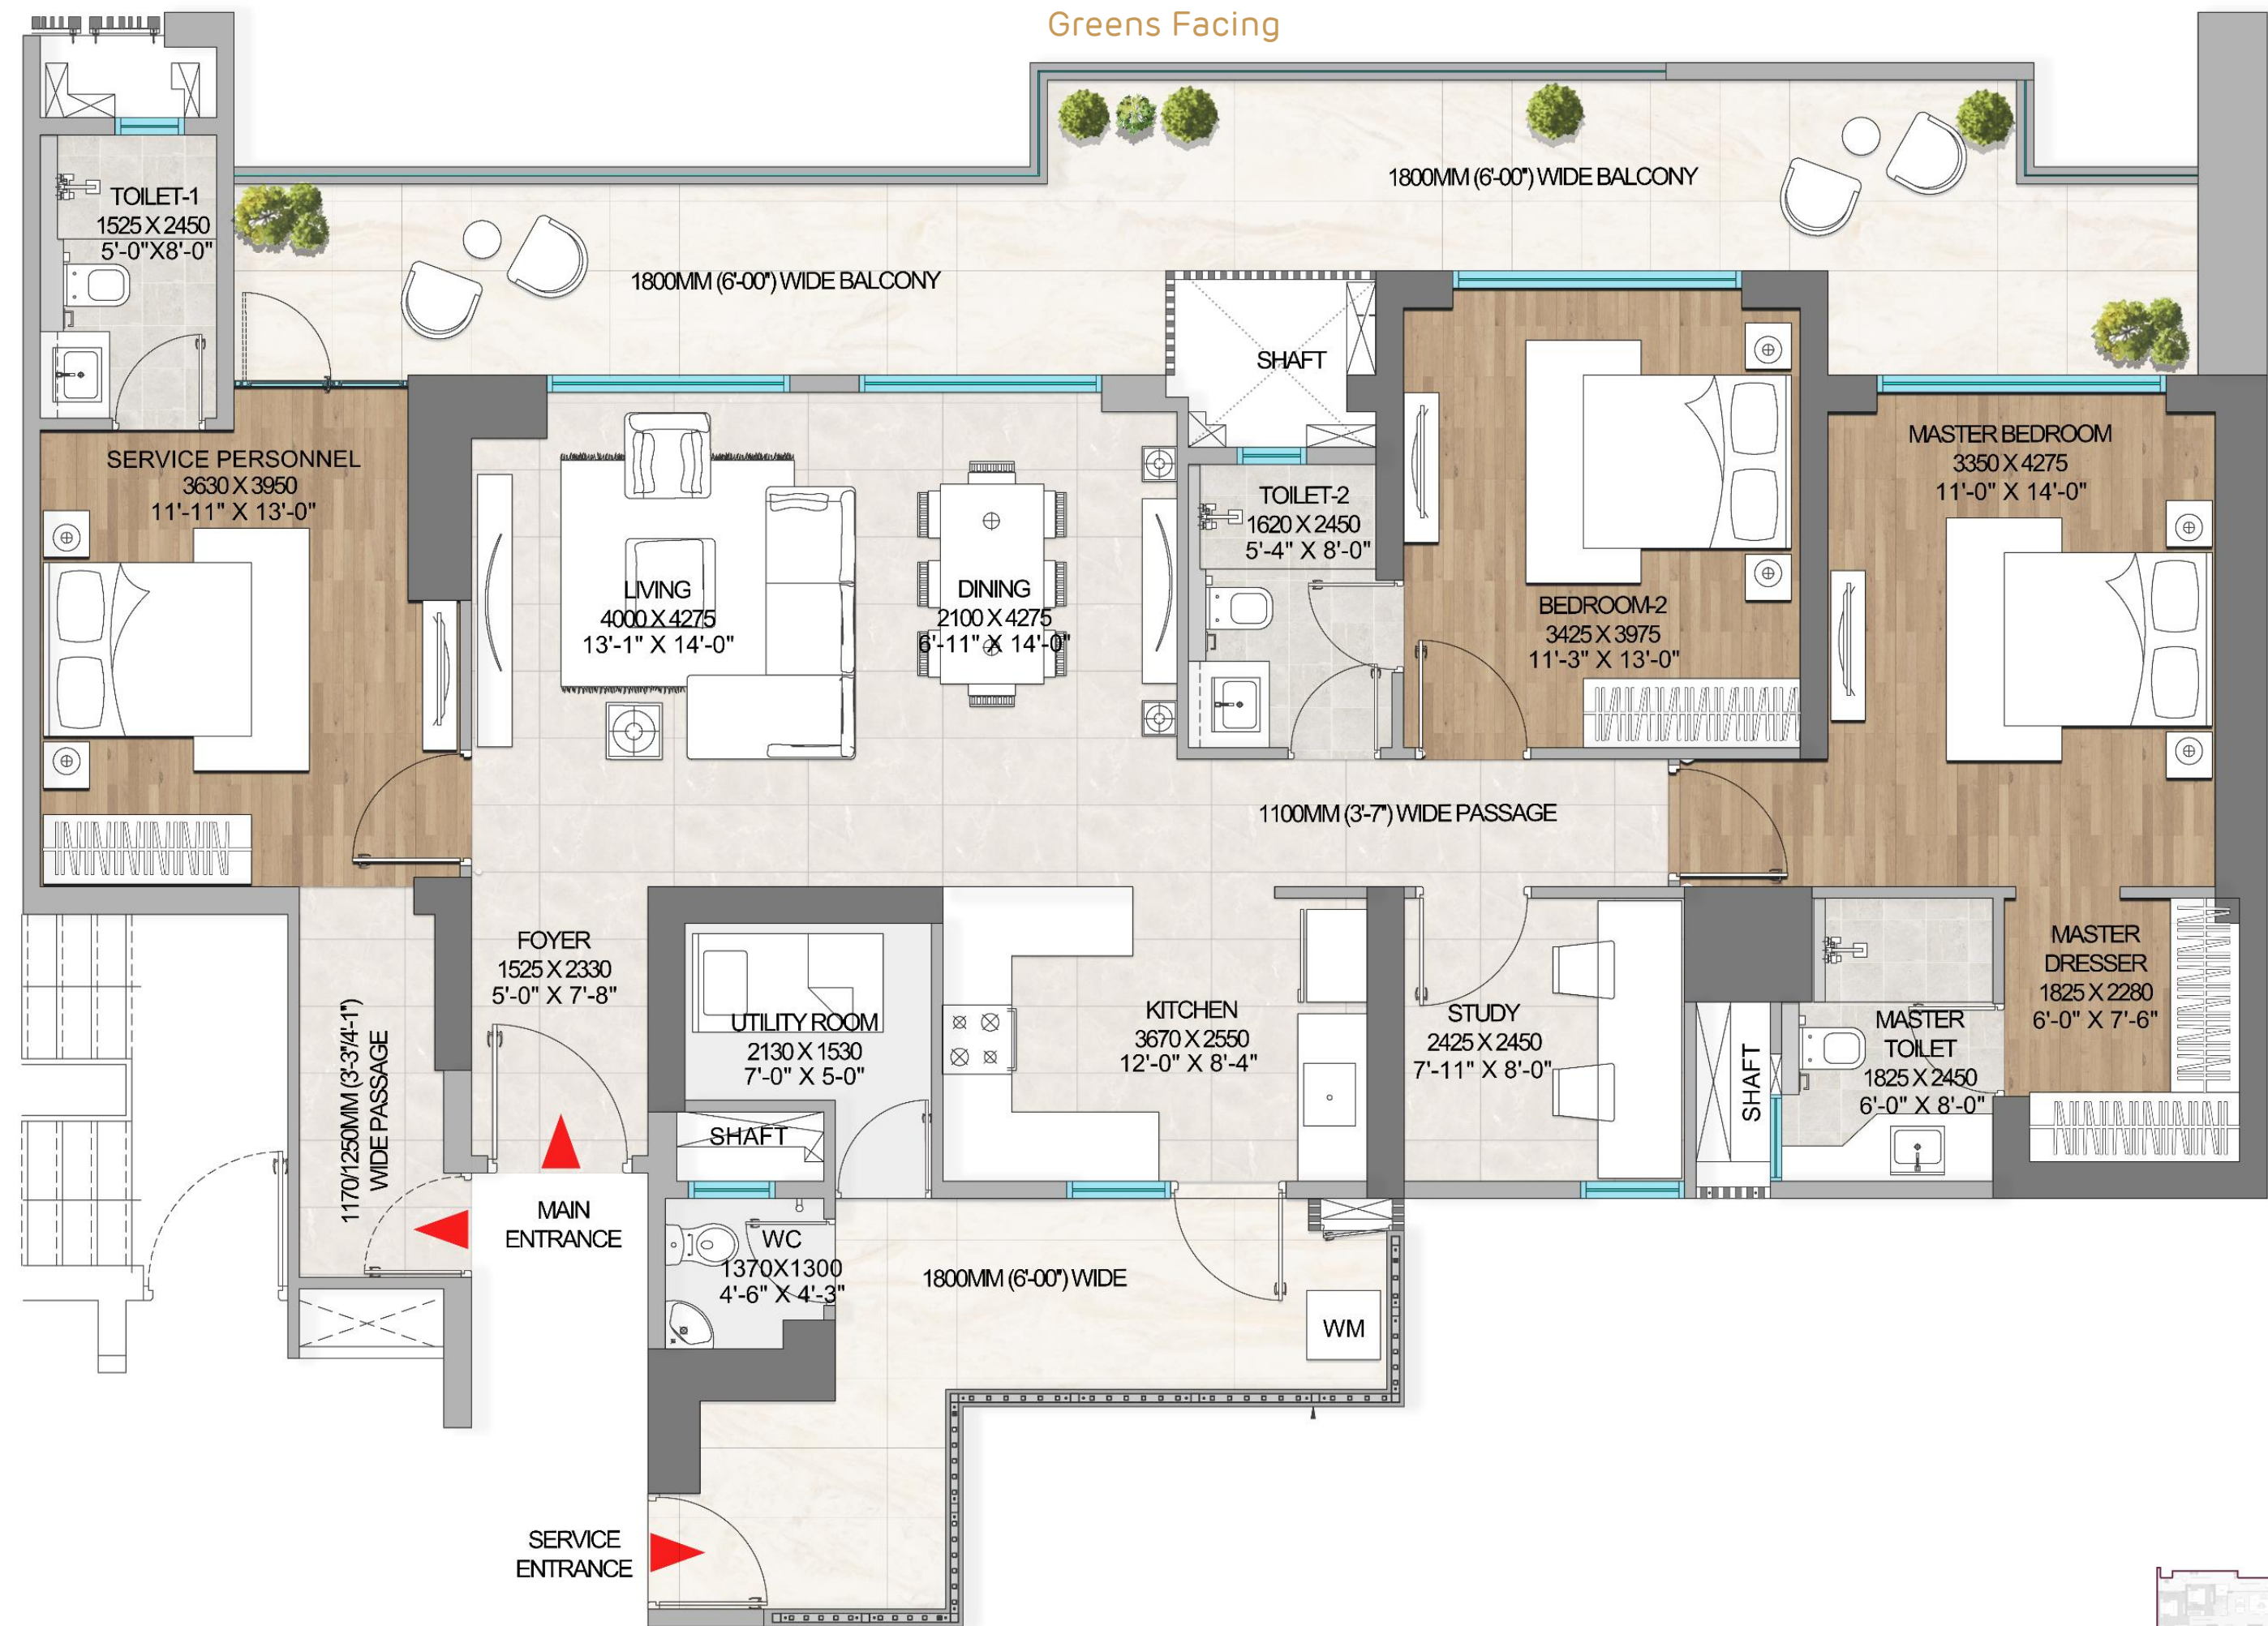 Greens Facing
1800MM (6'-00") WIDE BALCONY
TOILET-1
1525 X 2450
5'-0"X8'-0"
1800MM (6'-00") WIDE BALCONY
SHAFT
SERVICE PERSONNEL
3630 X 3950
11'-11" X 13'-0"
LIVING
4000 X 4275
13'-1" X 14'-0"
DINING
2100 X 4275
6'-11" X 14'-0"
TOILET-2
1620 X 2450
5'-4" X 8'-0"
BEDROOM-2
3425 X 3975
11'-3" X 13'-0"
MASTER BEDROOM
3350 X 4275
11'-0" X 14'-0"
1100MM (3'-7") WIDE PASSAGE
FOYER
1525 X 2330
5'-0" X 7'-8"
1170/1250MM (3'-3"/4'-1")
WIDE PASSAGE
UTILITY ROOM
2130 X 1530
7'-0" X 5-0"
KITCHEN
3670 X 2550
12'-0" X 8'-4"
STUDY
2425 X 2450
7'-11" X 8'-0"
SHAFT
MASTER
TOILET
1825 X 2450
6'-0" X 8'-0"
MASTER
DRESSER
1825 X 2280
6'-0" X 7'-6"
SHAFT
MAIN
ENTRANCE
WC
1370X1300
4'-6" X 4'-3"
1800MM (6'-00") WIDE
WM
SERVICE
ENTRANCE